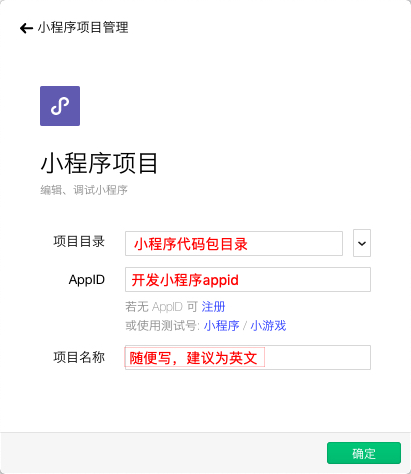 小程序项目管理
小程序项目
编辑、调试小程序
项目目录 小程序代码包目录
AppID 开发小程序appid
若无 AppID 可 注册
或使用测试号: 小程序 / 小游戏
项目名称 随便写，建议为英文
确定